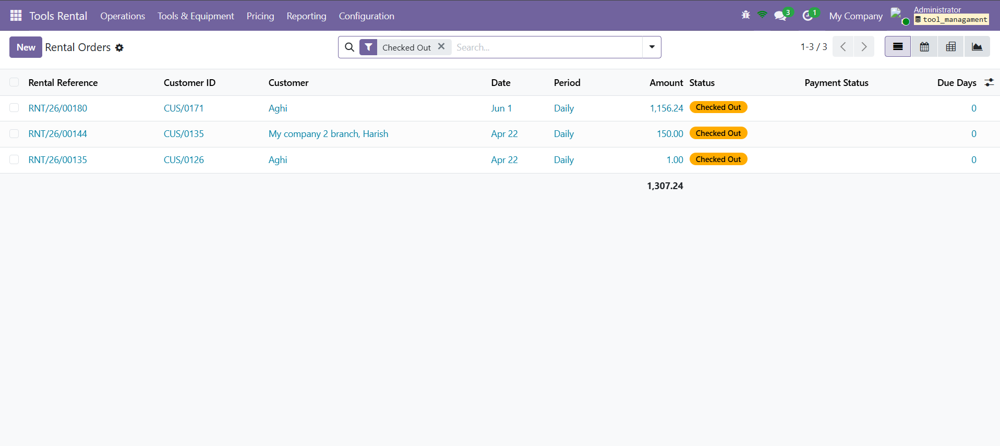 Tools Rental Operations Tools & Equipment Pricing Reporting Configuration 3 1 My Company Administrator
tool_managament
New Rental Orders Checked Out Search... 1-3 / 3
Rental Reference Customer ID Customer Date Period Amount Status Payment Status Due Days
RNT/26/00180 CUS/0171 Aghi Jun 1 Daily 1,156.24 Checked Out 0
RNT/26/00144 CUS/0135 My company 2 branch, Harish Apr 22 Daily 150.00 Checked Out 0
RNT/26/00135 CUS/0126 Aghi Apr 22 Daily 1.00 Checked Out 0
1,307.24